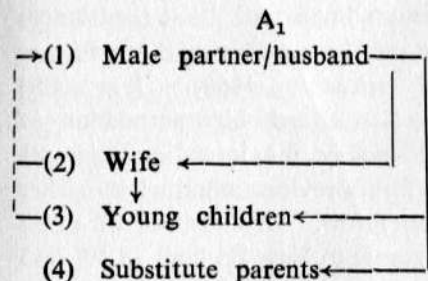 A₁
(1) Male partner/husband
(2) Wife
(3) Young children
(4) Substitute parents